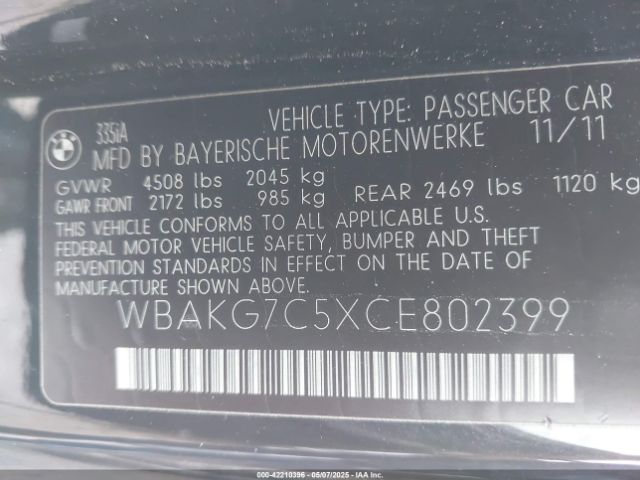 BMW
335iA
VEHICLE TYPE: PASSENGER CAR
MFD BY BAYERISCHE MOTORENWERKE 11/11
GVWR 4508 lbs 2045 kg
GAWR FRONT 2172 lbs 985 kg REAR 2469 lbs 1120 kg
THIS VEHICLE CONFORMS TO ALL APPLICABLE U.S.
FEDERAL MOTOR VEHICLE SAFETY, BUMPER AND THEFT
PREVENTION STANDARDS IN EFFECT ON THE DATE OF
MANUFACTURE SHOWN ABOVE.
WBAKG7C5XCE802399
000-42210396 - 05/07/2025 - IAA Inc.